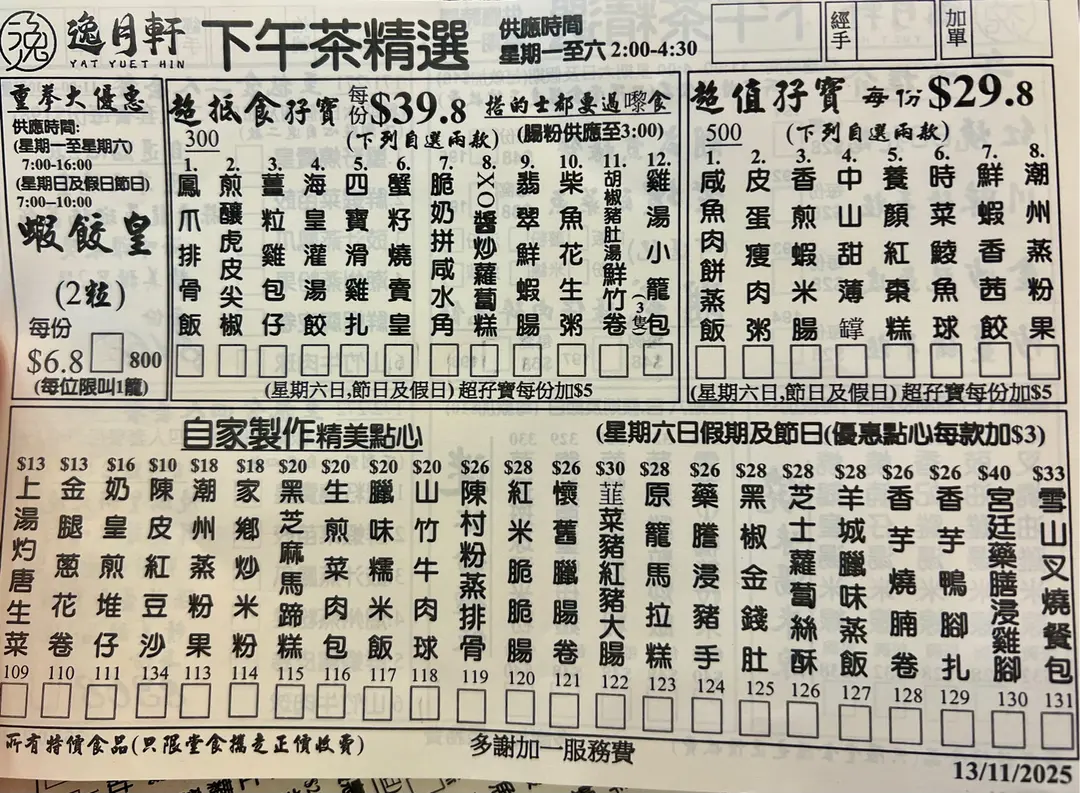 逸
逸月軒
YAT YUET HIN
下午茶精選
供應時間
星期一至六 2:00-4:30
經手
加單
重拳大優惠
供應時間:
(星期一至星期六)
7:00-16:00
(星期日及假日節日)
7:00--10:00
蝦餃皇
(2粒)
每份
$6.8
800
(每位限叫1籠)
超抵食孖寶 每份 $39.8 搭的士都要過嚟食
300
(下列自選兩款)
(腸粉供應至3:00)
1. 鳳爪排骨飯
2. 煎釀虎皮尖椒
3. 薑粒雞包仔
4. 海皇灌湯餃
5. 四寶滑雞扎
6. 蟹籽燒賣皇
7. 脆奶拼咸水角
8. XO醬炒蘿蔔糕
9. 翡翠鮮蝦腸
10. 柴魚花生粥
11. 胡椒豬肚湯鮮竹卷
12. 雞湯小籠包(3隻)
(星期六日,節日及假日) 超孖寶每份加$5
超值孖寶 每份 $29.8
500
(下列自選兩款)
1. 咸魚肉餅蒸飯
2. 皮蛋瘦肉粥
3. 香煎蝦米腸
4. 中山甜薄罉
5. 養顏紅棗糕
6. 時菜鯪魚球
7. 鮮蝦香茜餃
8. 潮州蒸粉果
(星期六日,節日及假日) 超孖寶每份加$5
自家製作精美點心
(星期六日假期及節日(優惠點心每款加$3)
$13 上湯灼唐生菜 109
$13 金腿蔥花卷 110
$16 奶皇煎堆仔 111
$10 陳皮紅豆沙 134
$18 潮州蒸粉果 113
$18 家鄉炒米粉 114
$20 黑芝麻馬蹄糕 115
$20 生煎菜肉包 116
$20 臘味糯米飯 117
$20 山竹牛肉球 118
$26 陳村粉蒸排骨 119
$28 紅米脆脆腸 120
$28 懷舊臘腸卷 121
$30 韮菜豬紅豬大腸 122
$28 原籠馬拉糕 123
$26 藥膳浸豬手 124
$28 黑椒金錢肚 125
$28 芝士蘿蔔絲酥 126
$28 羊城臘味蒸飯 127
$26 香芋燒腩卷 128
$26 香芋鴨腳扎 129
$40 宮廷藥膳浸雞腳 130
$33 雪山叉燒餐包 131
所有特價食品(只限堂食攜走正價收費)
多謝加一服務費
13/11/2025